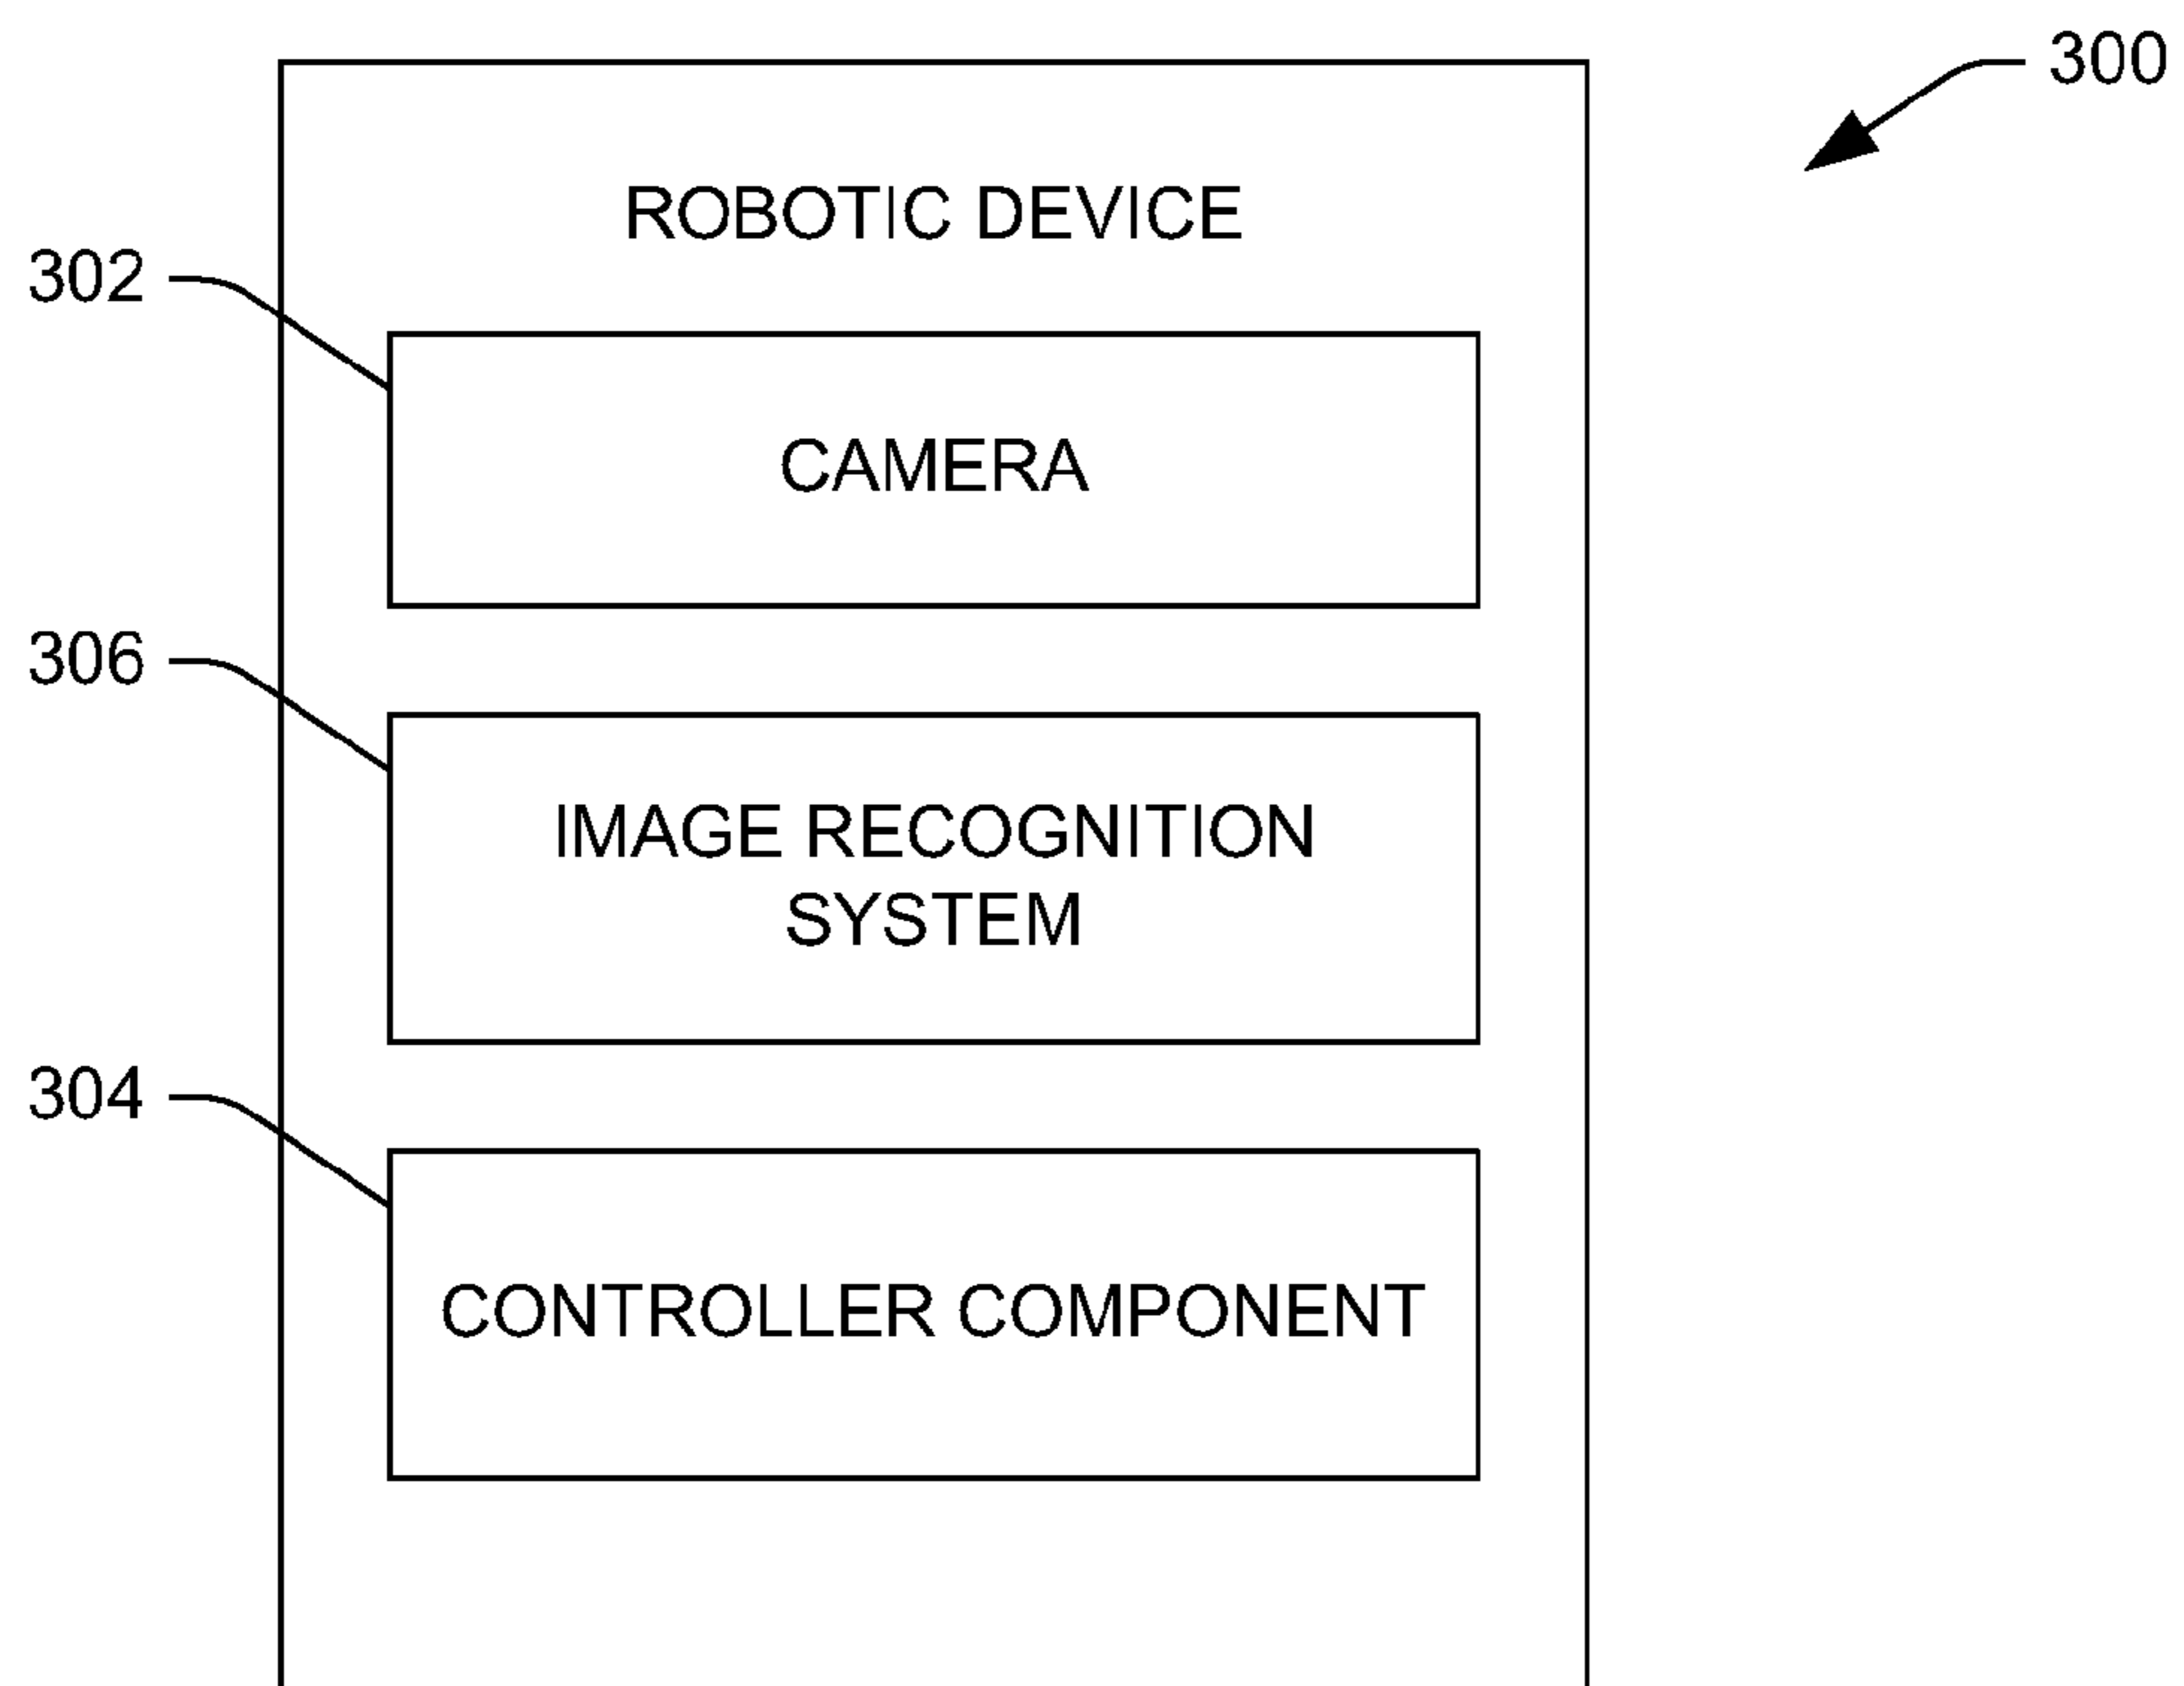 300
ROBOTIC DEVICE
302
CAMERA
306
IMAGE RECOGNITION
SYSTEM
304
CONTROLLER COMPONENT